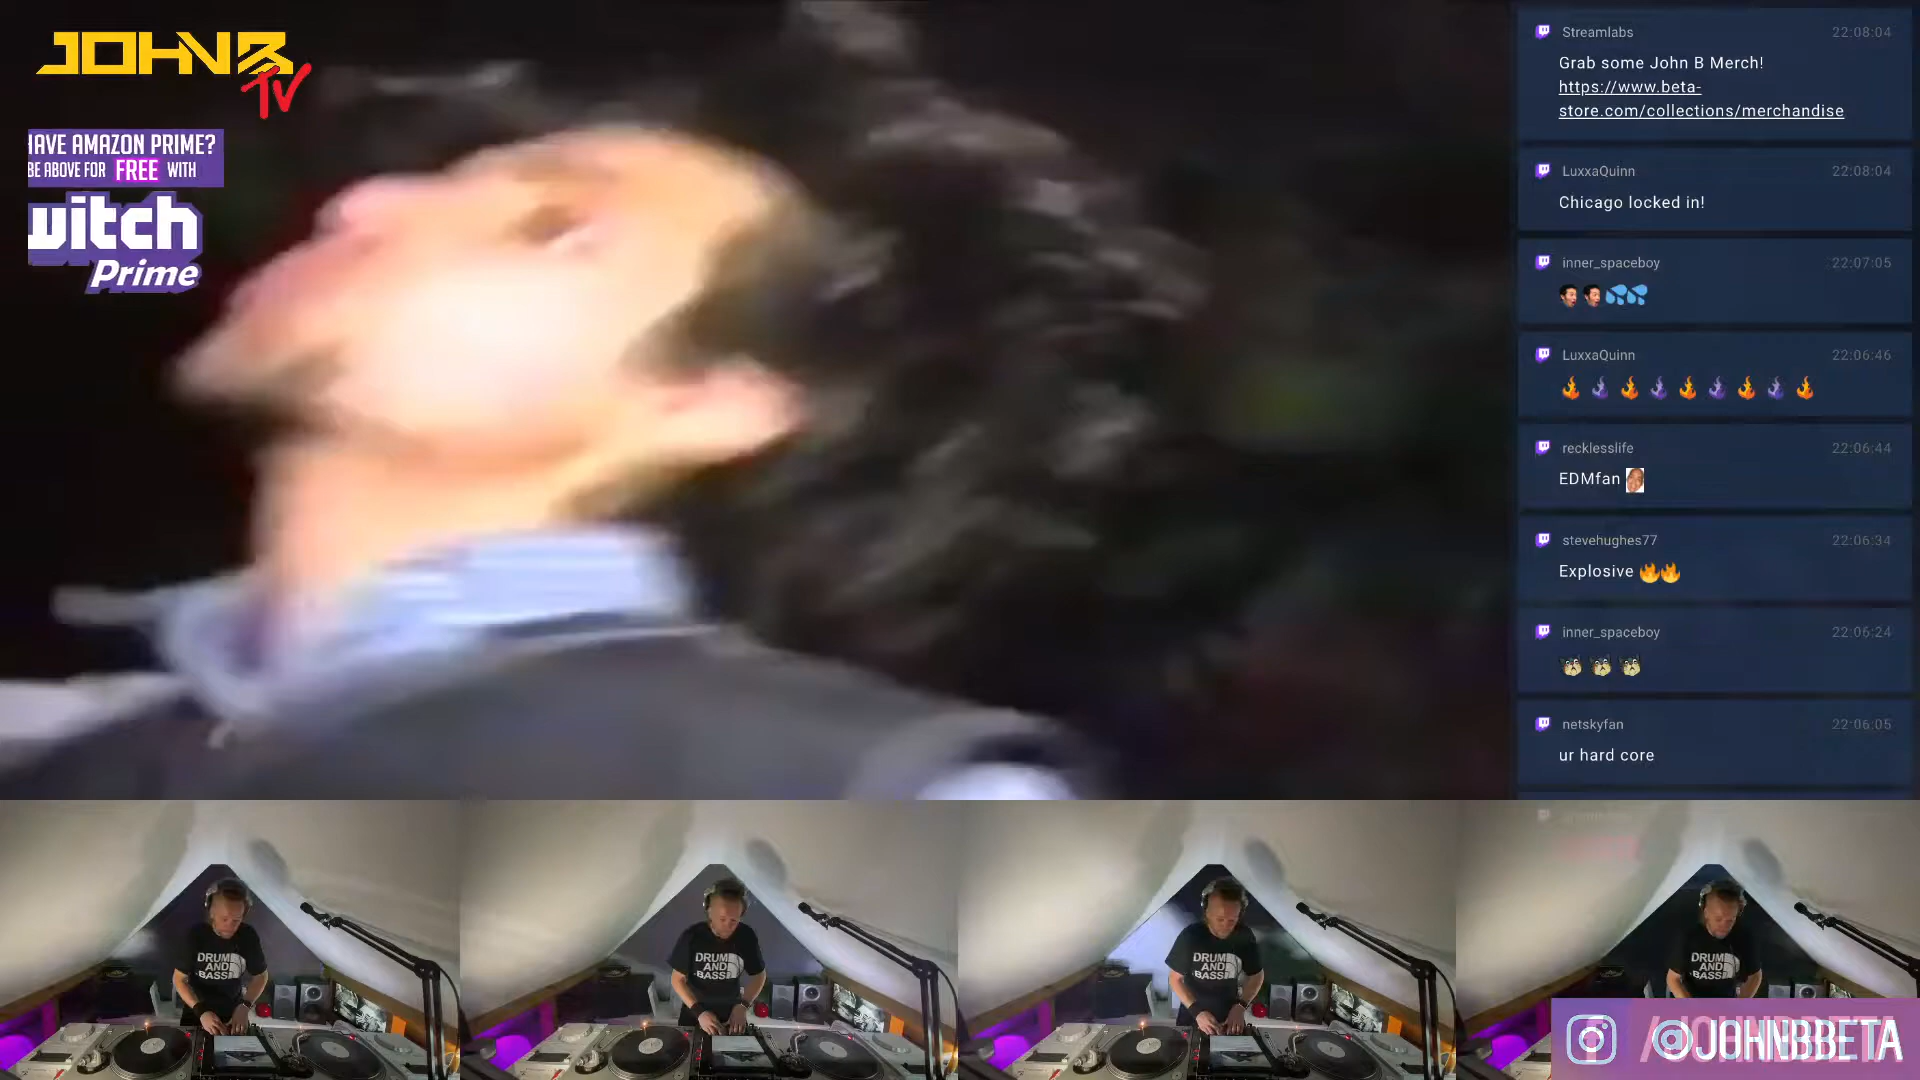 JOHN B
TV
HAVE AMAZON PRIME?
BE ABOVE FOR FREE WITH
witch
Prime
Streamlabs 22:08:04
Grab some John B Merch!
https://www.beta-
store.com/collections/merchandise
LuxxaQuinn 22:08:04
Chicago locked in!
inner_spaceboy 22:07:05
LuxxaQuinn 22:06:46
recklesslife 22:06:44
EDMfan
stevehughes77 22:06:34
Explosive 🔥🔥
inner_spaceboy 22:06:24
netskyfan 22:06:05
ur hard core
DRUM
AND
BASS
DRUM
AND
BASS
DRUM
AND
BASS
DRUM
AND
BASS
@JOHNBBETA